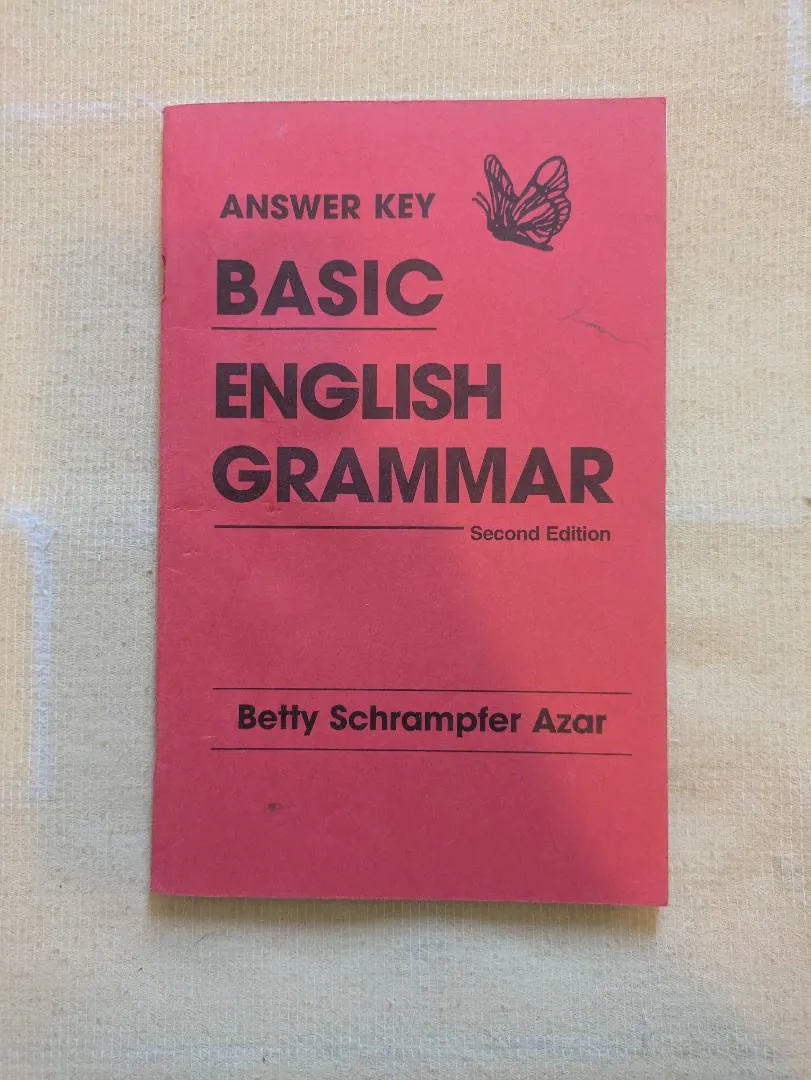 ANSWER KEY
BASIC
ENGLISH
GRAMMAR
Second Edition
Betty Schrampfer Azar